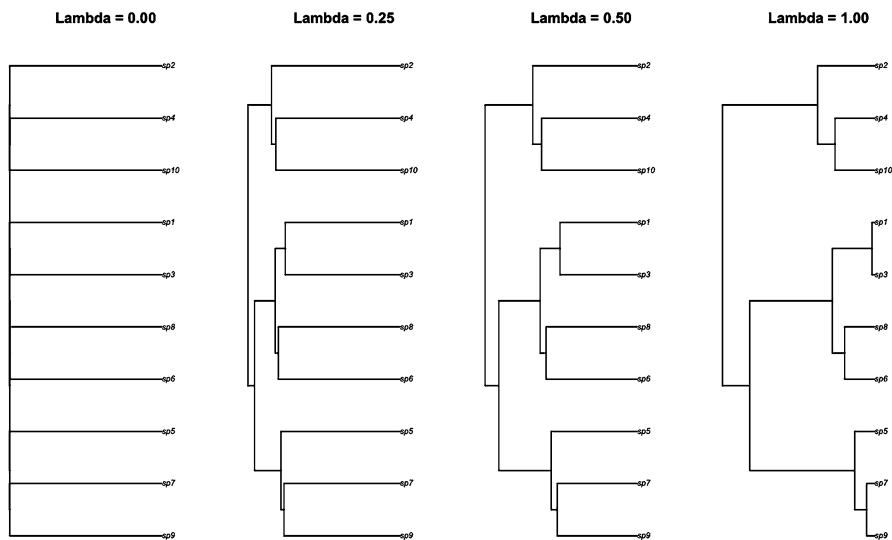 Lambda = 0.00 Lambda = 0.25 Lambda = 0.50 Lambda = 1.00
sp2 sp2 sp2 sp2
sp4 sp4 sp4 sp4
sp10 sp10 sp10 sp10
sp1 sp1 sp1 sp1
sp3 sp3 sp3 sp3
sp8 sp8 sp8 sp8
sp6 sp6 sp6 sp6
sp5 sp5 sp5 sp5
sp7 sp7 sp7 sp7
sp9 sp9 sp9 sp9